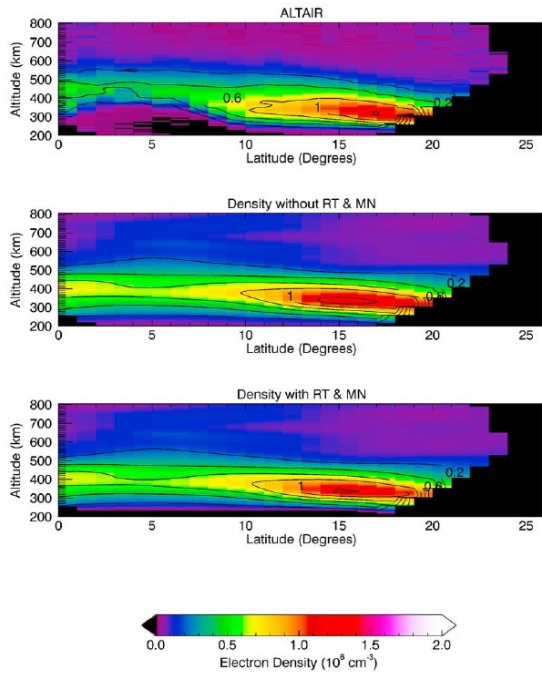 ALTAIR
800
700
600
500
400
300
200
Altitude (km)
0.6
1
0.2
0 5 10 15 20 25
Latitude (Degrees)
Density without RT & MN
800
700
600
500
400
300
200
Altitude (km)
1
0.2
0.6
0 5 10 15 20 25
Latitude (Degrees)
Density with RT & MN
800
700
600
500
400
300
200
Altitude (km)
1
0.2
0.6
0 5 10 15 20 25
Latitude (Degrees)
0.0 0.5 1.0 1.5 2.0
Electron Density (10⁶ cm⁻³)